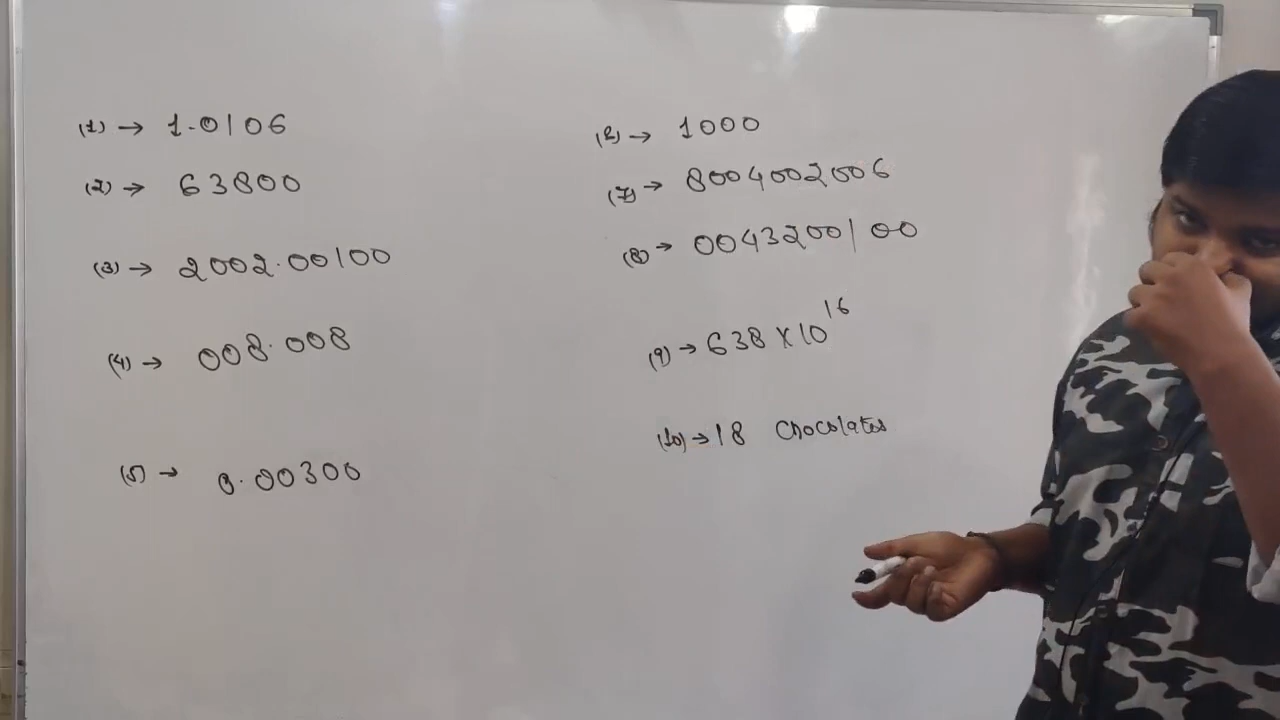 (1) → 1.0106
(2) → 63800
(3) → 2002.00100
(4) → 008.008
(5) → 0.00300
(6) → 1000
(7) → 8004002006
(8) → 0043200100
(9) → 638 × 10¹⁶
(10) → 18 chocolates